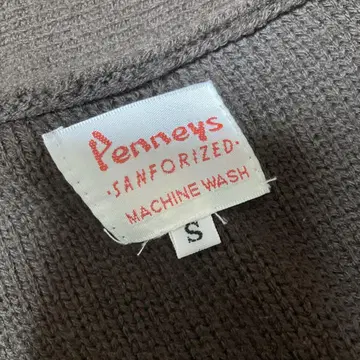 Penneys
·SANFORIZED·
MACHINE WASH
S